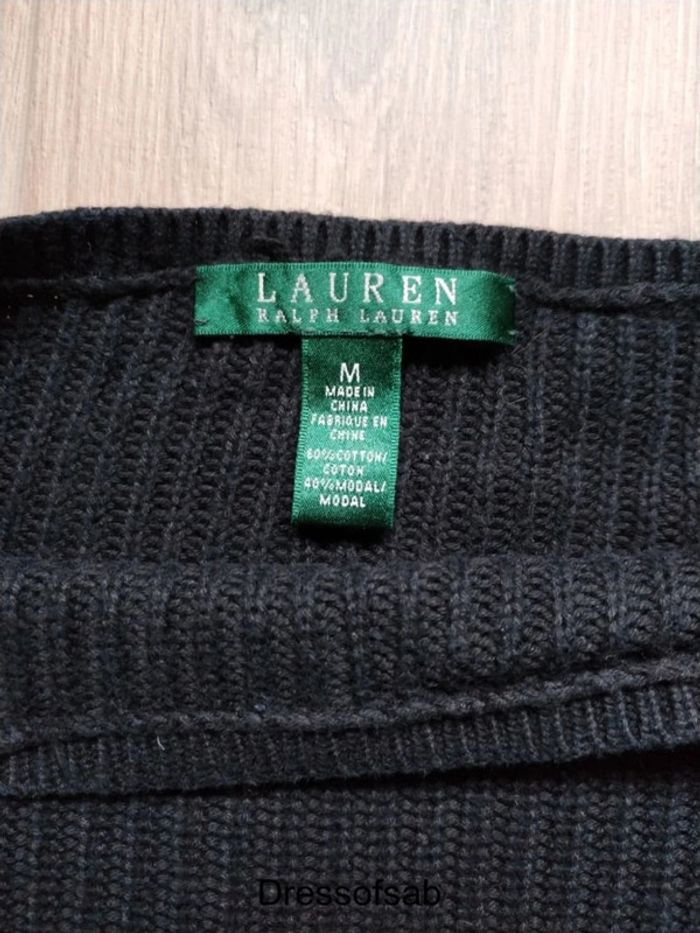 LAUREN
RALPH LAUREN
M
MADE IN
CHINA
FABRIQUE EN
CHINE
60%COTTON/
COTON
40%MODAL/
MODAL
Dressofsab